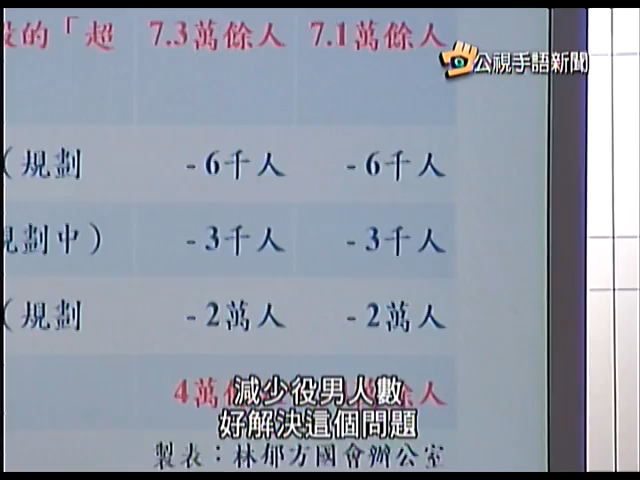 的「超 7.3萬餘人 7.1萬餘人
公視手語新聞
（規劃 -6千人 -6千人
規劃中） -3千人 -3千人
（規劃 -2萬人 -2萬人
4萬 餘人
減少役男人數
好解決這個問題
製表：林郁方國會辦公室